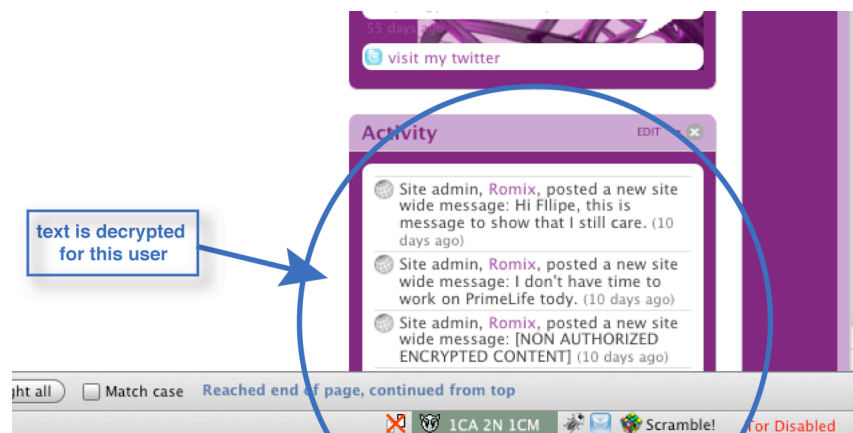 55 days ago
visit my twitter
Activity
EDIT
Site admin, Romix, posted a new site
wide message: Hi FIlipe, this is
message to show that I still care. (10
days ago)
Site admin, Romix, posted a new site
wide message: I don't have time to
work on PrimeLife tody. (10 days ago)
Site admin, Romix, posted a new site
wide message: [NON AUTHORIZED
ENCRYPTED CONTENT] (10 days ago)
text is decrypted
for this user
ght all
Match case
Reached end of page, continued from top
1CA 2N 1CM
Scramble!
Tor Disabled